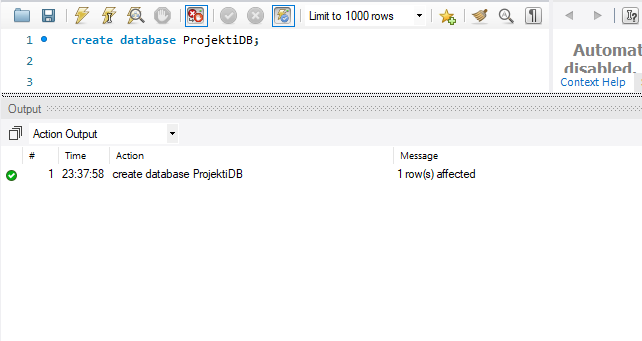 Limit to 1000 rows
1 create database ProjektiDB;
2
3
Automat
disabled.
Context Help
Output
Action Output
# Time Action Message
1 23:37:58 create database ProjektiDB 1 row(s) affected